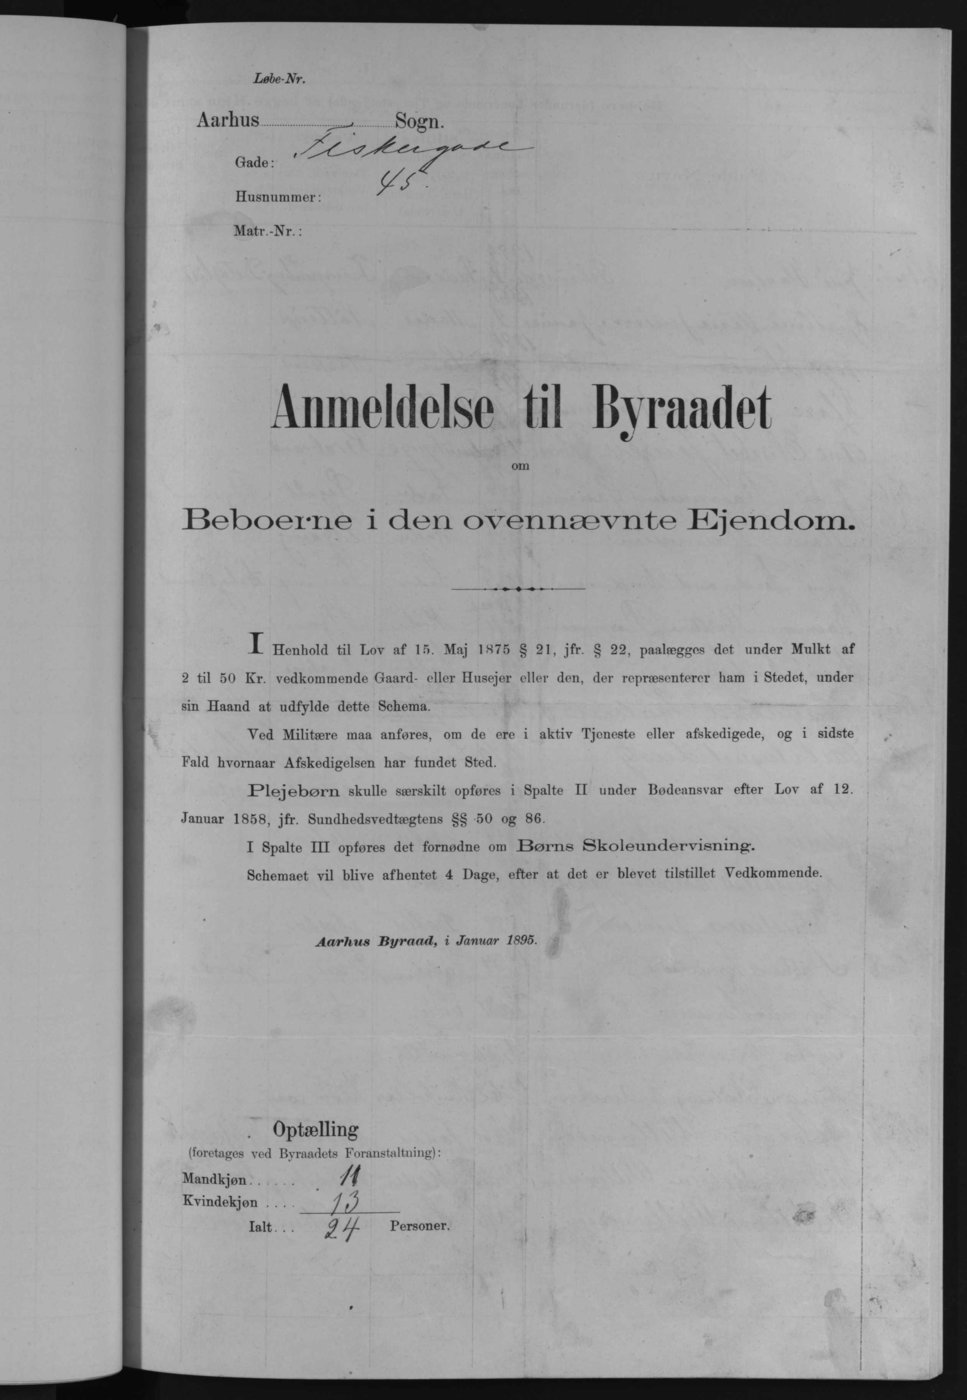 Løbe-Nr.
Aarhus Sogn.
Gade: Fiskergade
Husnummer: 45.
Matr.-Nr.:
Anmeldelse til Byraadet
om
Beboerne i den ovennævnte Ejendom.
I Henhold til Lov af 15. Maj 1875 § 21, jfr. § 22, paalægges det under Mulkt af
2 til 50 Kr. vedkommende Gaard- eller Husejer eller den, der repræsenterer ham i Stedet, under
sin Haand at udfylde dette Schema.
Ved Militære maa anføres, om de ere i aktiv Tjeneste eller afskedigede, og i sidste
Fald hvornaar Afskedigelsen har fundet Sted.
Plejebørn skulle særskilt opføres i Spalte II under Bødeansvar efter Lov af 12.
Januar 1858, jfr. Sundhedsvedtægtens §§ 50 og 86.
I Spalte III opføres det fornødne om Børns Skoleundervisning.
Schemaet vil blive afhentet 4 Dage, efter at det er blevet tilstillet Vedkommende.
Aarhus Byraad, i Januar 1895.
Optælling
(foretages ved Byraadets Foranstaltning):
Mandkjøn...... 11
Kvindekjøn .... 13
Ialt... 24 Personer.